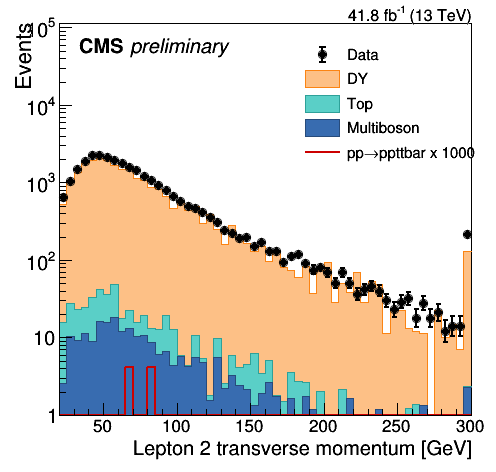 41.8 fb⁻¹ (13 TeV)
CMS preliminary
Events
10⁵
10⁴
10³
10²
10
1
Data
DY
Top
Multiboson
pp→ppttbar x 1000
50 100 150 200 250 300
Lepton 2 transverse momentum [GeV]